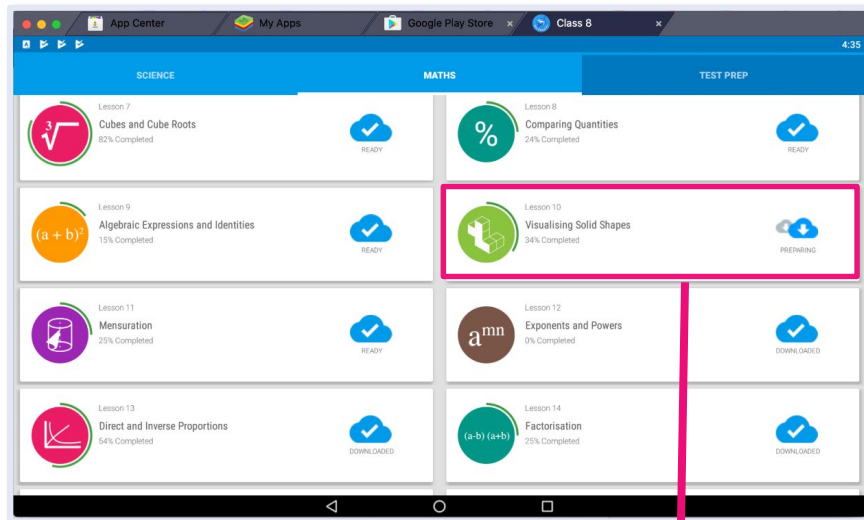 App Center
My Apps
Google Play Store
Class 8
4:35
SCIENCE
MATHS
TEST PREP
Lesson 7
Cubes and Cube Roots
82% Completed
READY
3√
Lesson 8
Comparing Quantities
24% Completed
READY
%
Lesson 9
Algebraic Expressions and Identities
15% Completed
READY
(a + b)²
Lesson 10
Visualising Solid Shapes
34% Completed
PREPARING
Lesson 11
Mensuration
25% Completed
READY
Lesson 12
Exponents and Powers
0% Completed
DOWNLOADED
aᵐⁿ
Lesson 13
Direct and Inverse Proportions
54% Completed
DOWNLOADED
Lesson 14
Factorisation
25% Completed
DOWNLOADED
(a-b) (a+b)